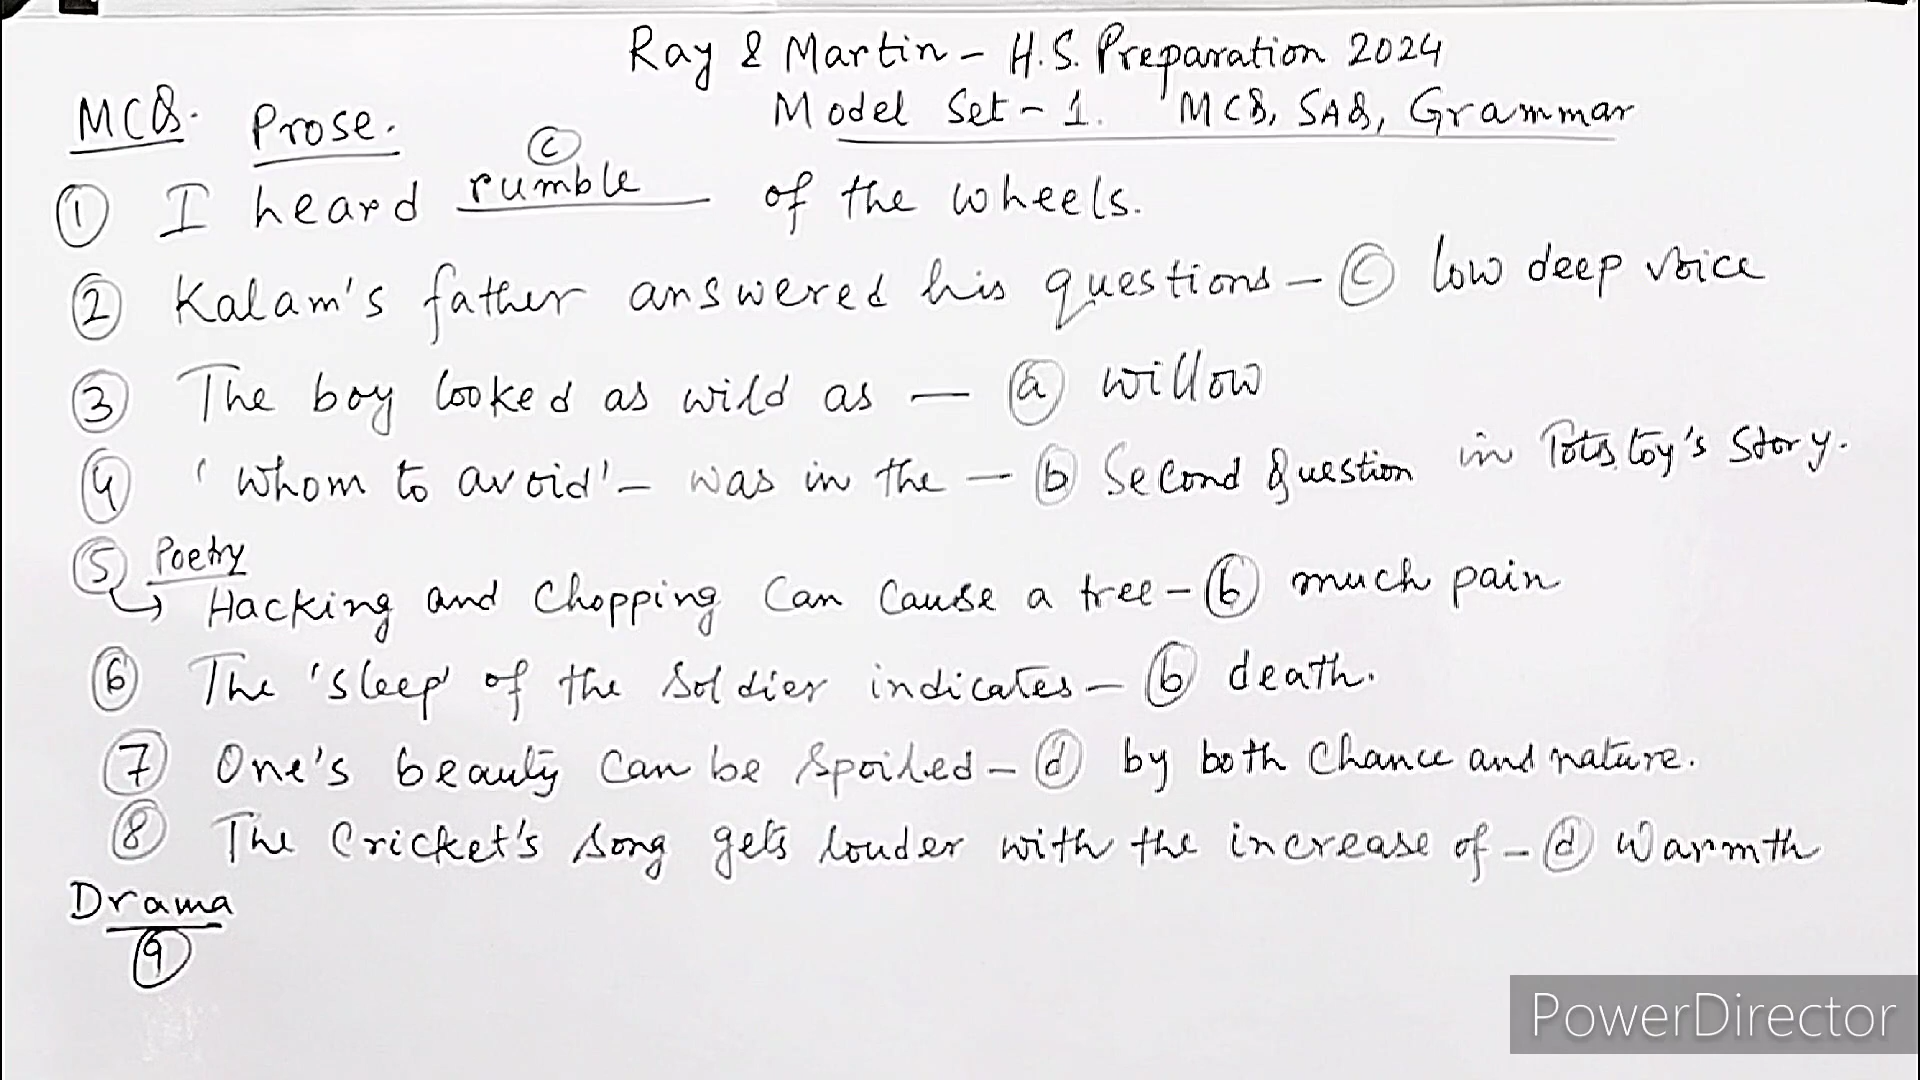 Ray & Martin - H.S. Preparation 2024
Model Set - 1. MCQ, SAQ, Grammar
MCQ. Prose.
① I heard ⓒ rumble of the wheels.
② Kalam's father answered his questions - ⓒ low deep voice
③ The boy looked as wild as — ⓐ willow
④ 'Whom to avoid' - was in the - ⓑ Second Question in Totstoy's Story.
⑤ Poetry
↳ Hacking and Chopping Can Cause a tree - ⓑ much pain
⑥ The 'sleep' of the soldier indicates - ⓑ death.
⑦ One's beauty Can be Spoiled - ⓓ by both Chance and nature.
⑧ The Cricket's song gets louder with the increase of - ⓓ Warmth
Drama
⑨
PowerDirector